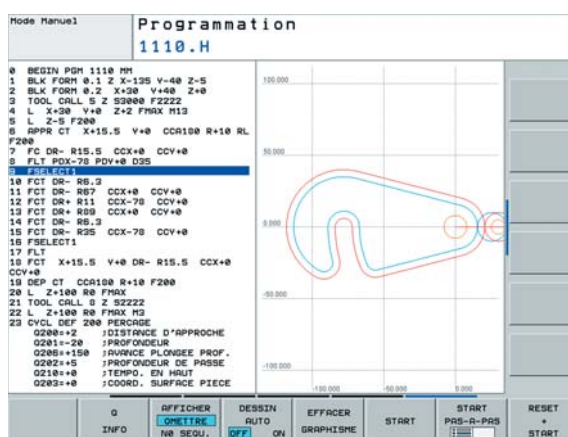 Mode Manuel
Programmation
1110.H
0 BEGIN PGM 1110 MM
1 BLK FORM 0.1 Z X-135 Y-40 Z-5
2 BLK FORM 0.2 X+30 Y+40 Z+0
3 TOOL CALL 5 Z S3000 F2222
4 L X+30 Y+0 Z+2 FMAX M13
5 L Z-5 F200
6 APPR CT X+15.5 Y+0 CCA180 R+10 RL
F200
7 FC DR- R15.5 CCX+0 CCY+0
8 FLT PDX-78 PDY+0 D35
9 FSELECT1
10 FCT DR- R6.3
11 FCT DR- R67 CCX+0 CCY+0
12 FCT DR+ R11 CCX-78 CCY+0
13 FCT DR+ R89 CCX+0 CCY+0
14 FCT DR- R6.3
15 FCT DR- R35 CCX-78 CCY+0
16 FSELECT1
17 FLT
18 FCT X+15.5 Y+0 DR- R15.5 CCX+0
CCY+0
19 DEP CT CCA180 R+10 F200
20 L Z+100 R0 FMAX
21 TOOL CALL 8 Z S2222
22 L Z+100 R0 FMAX M3
23 CYCL DEF 200 PERCAGE
Q200=+2 ;DISTANCE D'APPROCHE
Q201=-20 ;PROFONDEUR
Q206=+150 ;AVANCE PLONGEE PROF.
Q202=+5 ;PROFONDEUR DE PASSE
Q210=+0 ;TEMPO. EN HAUT
Q203=+0 ;COORD. SURFACE PIECE
100.000
50.000
0.000
-50.000
-100.000
-100.000
-50.000
0.000
Q
INFO
AFFICHER
OMETTRE
N0 SEQU.
DESSIN
AUTO
OFF ON
EFFACER
GRAPHISME
START
START
PAS-A-PAS
RESET
+
START